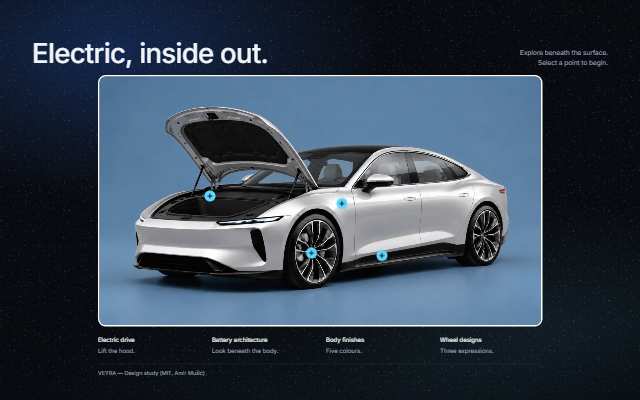 Electric, inside out.
Explore beneath the surface.
Select a point to begin.
Electric drive
Lift the hood.
Battery architecture
Look beneath the body.
Body finishes
Five colours.
Wheel designs
Three expressions.
VEYRA — Design study (MIT, Amir Mušić)